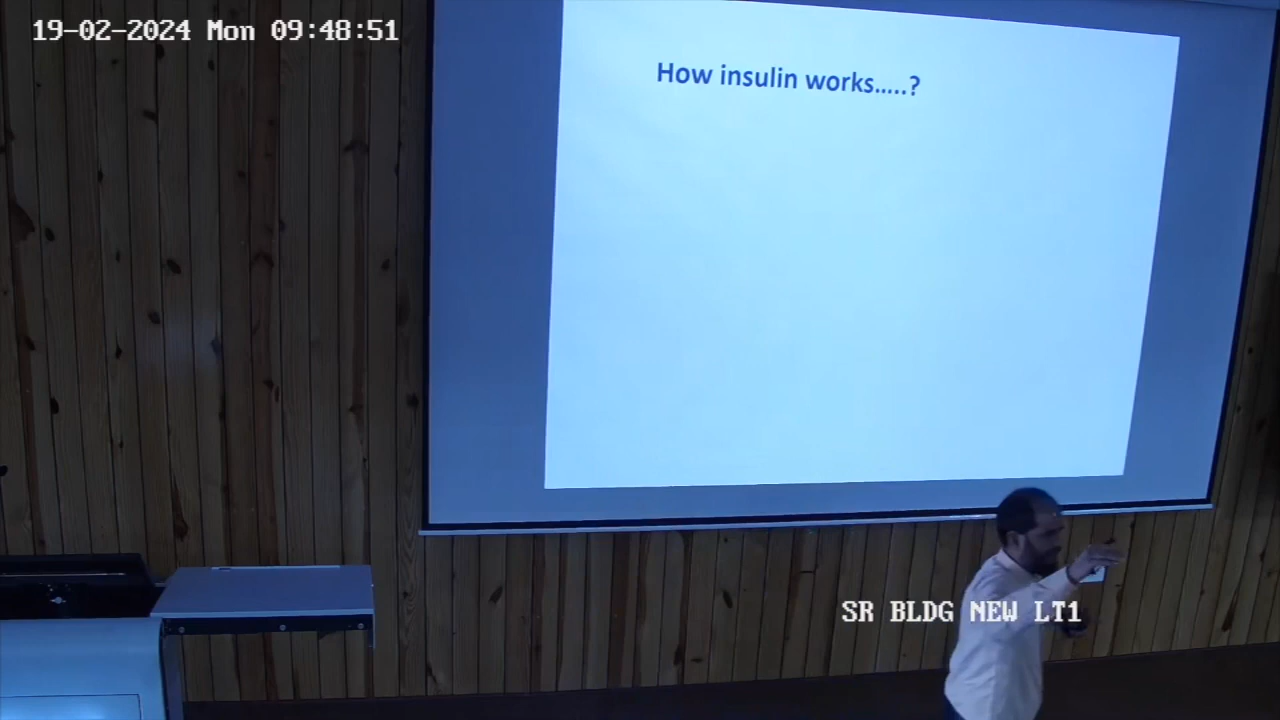 19-02-2024 Mon 09:48:51
How insulin works.....?
SR BLDG NEW LT1